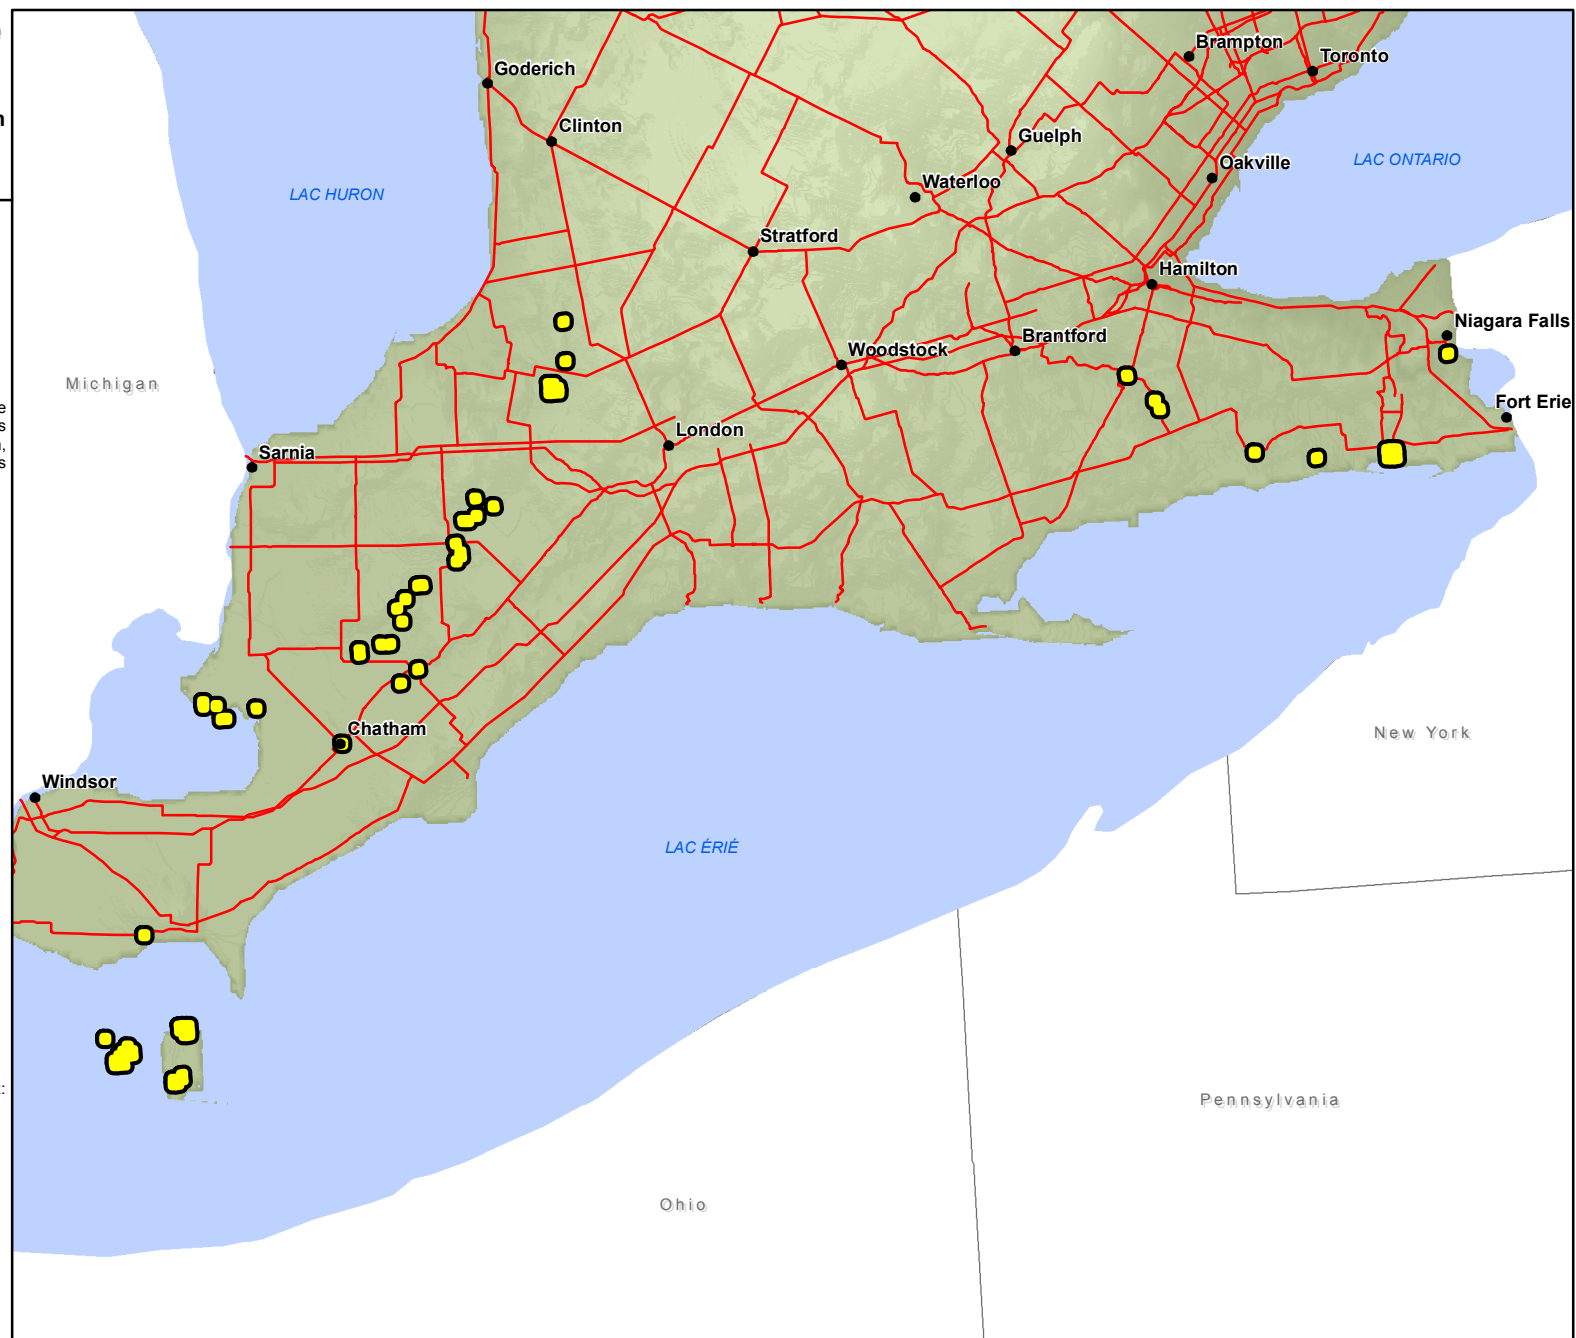 Brampton
Toronto
Goderich
Clinton
Guelph
Oakville
LAC ONTARIO
LAC HURON
Waterloo
Stratford
Hamilton
Niagara Falls
Brantford
Woodstock
Michigan
Fort Erie
London
Sarnia
Chatham
New York
Windsor
LAC ÉRIÉ
Pennsylvania
Ohio